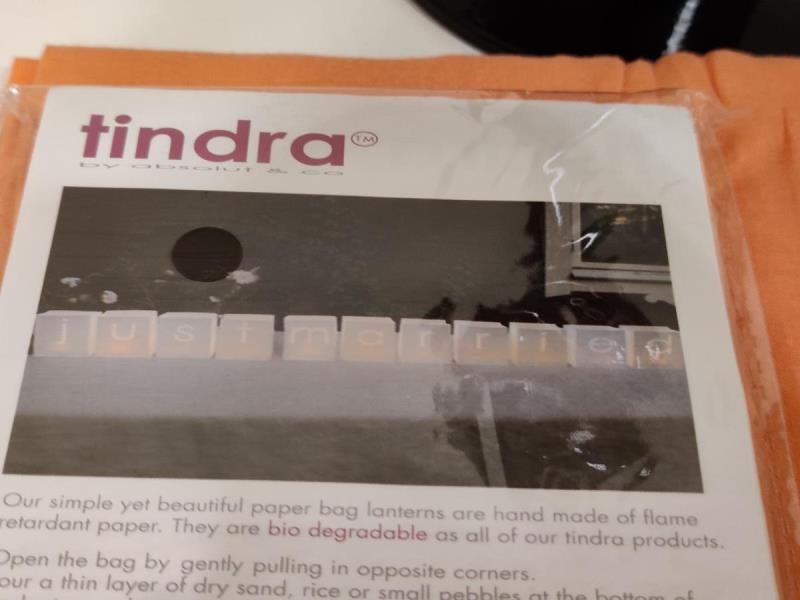 tindra TM
by absolut & co
just married
Our simple yet beautiful paper bag lanterns are hand made of flame
retardant paper. They are bio degradable as all of our tindra products.
Open the bag by gently pulling in opposite corners.
our a thin layer of dry sand, rice or small pebbles at the bottom of